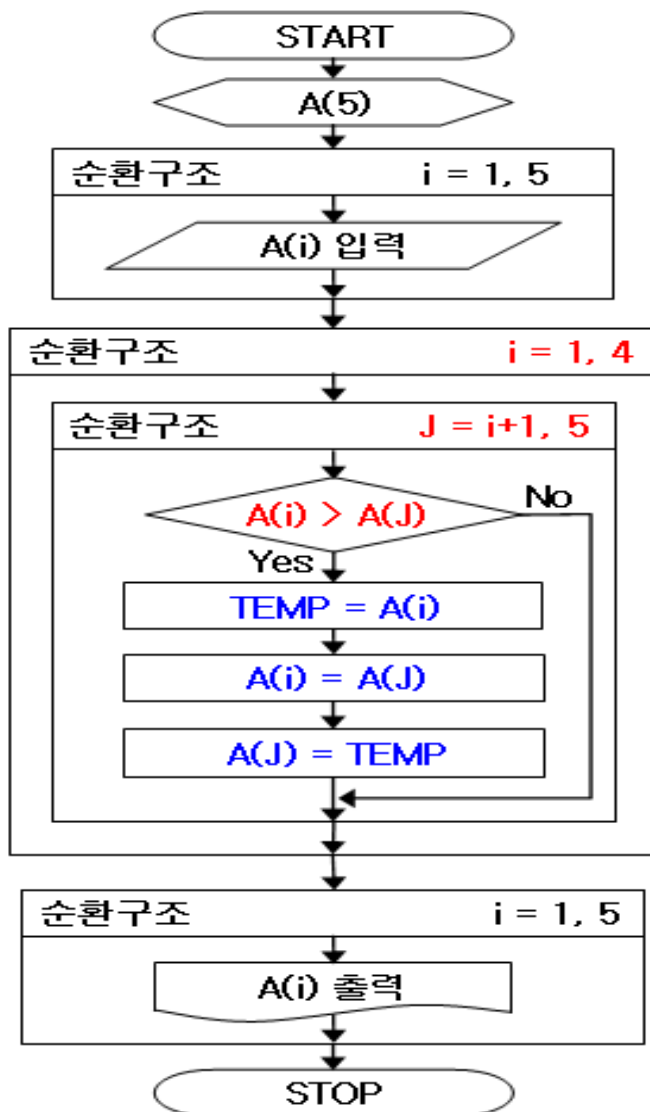 START
A(5)
순환구조 i = 1, 5
A(i) 입력
순환구조 i = 1, 4
순환구조 J = i+1, 5
A(i) > A(J)
No
Yes
TEMP = A(i)
A(i) = A(J)
A(J) = TEMP
순환구조 i = 1, 5
A(i) 출력
STOP